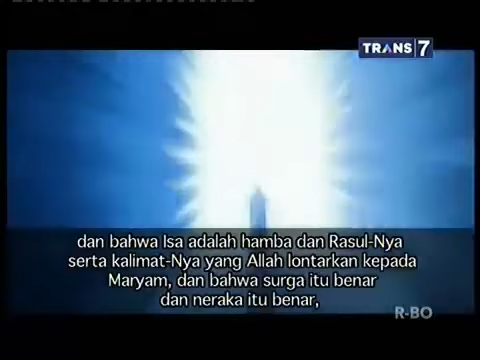 TRANS 7
dan bahwa Isa adalah hamba dan Rasul-Nya
serta kalimat-Nya yang Allah lontarkan kepada
Maryam, dan bahwa surga itu benar
dan neraka itu benar,
R-BO